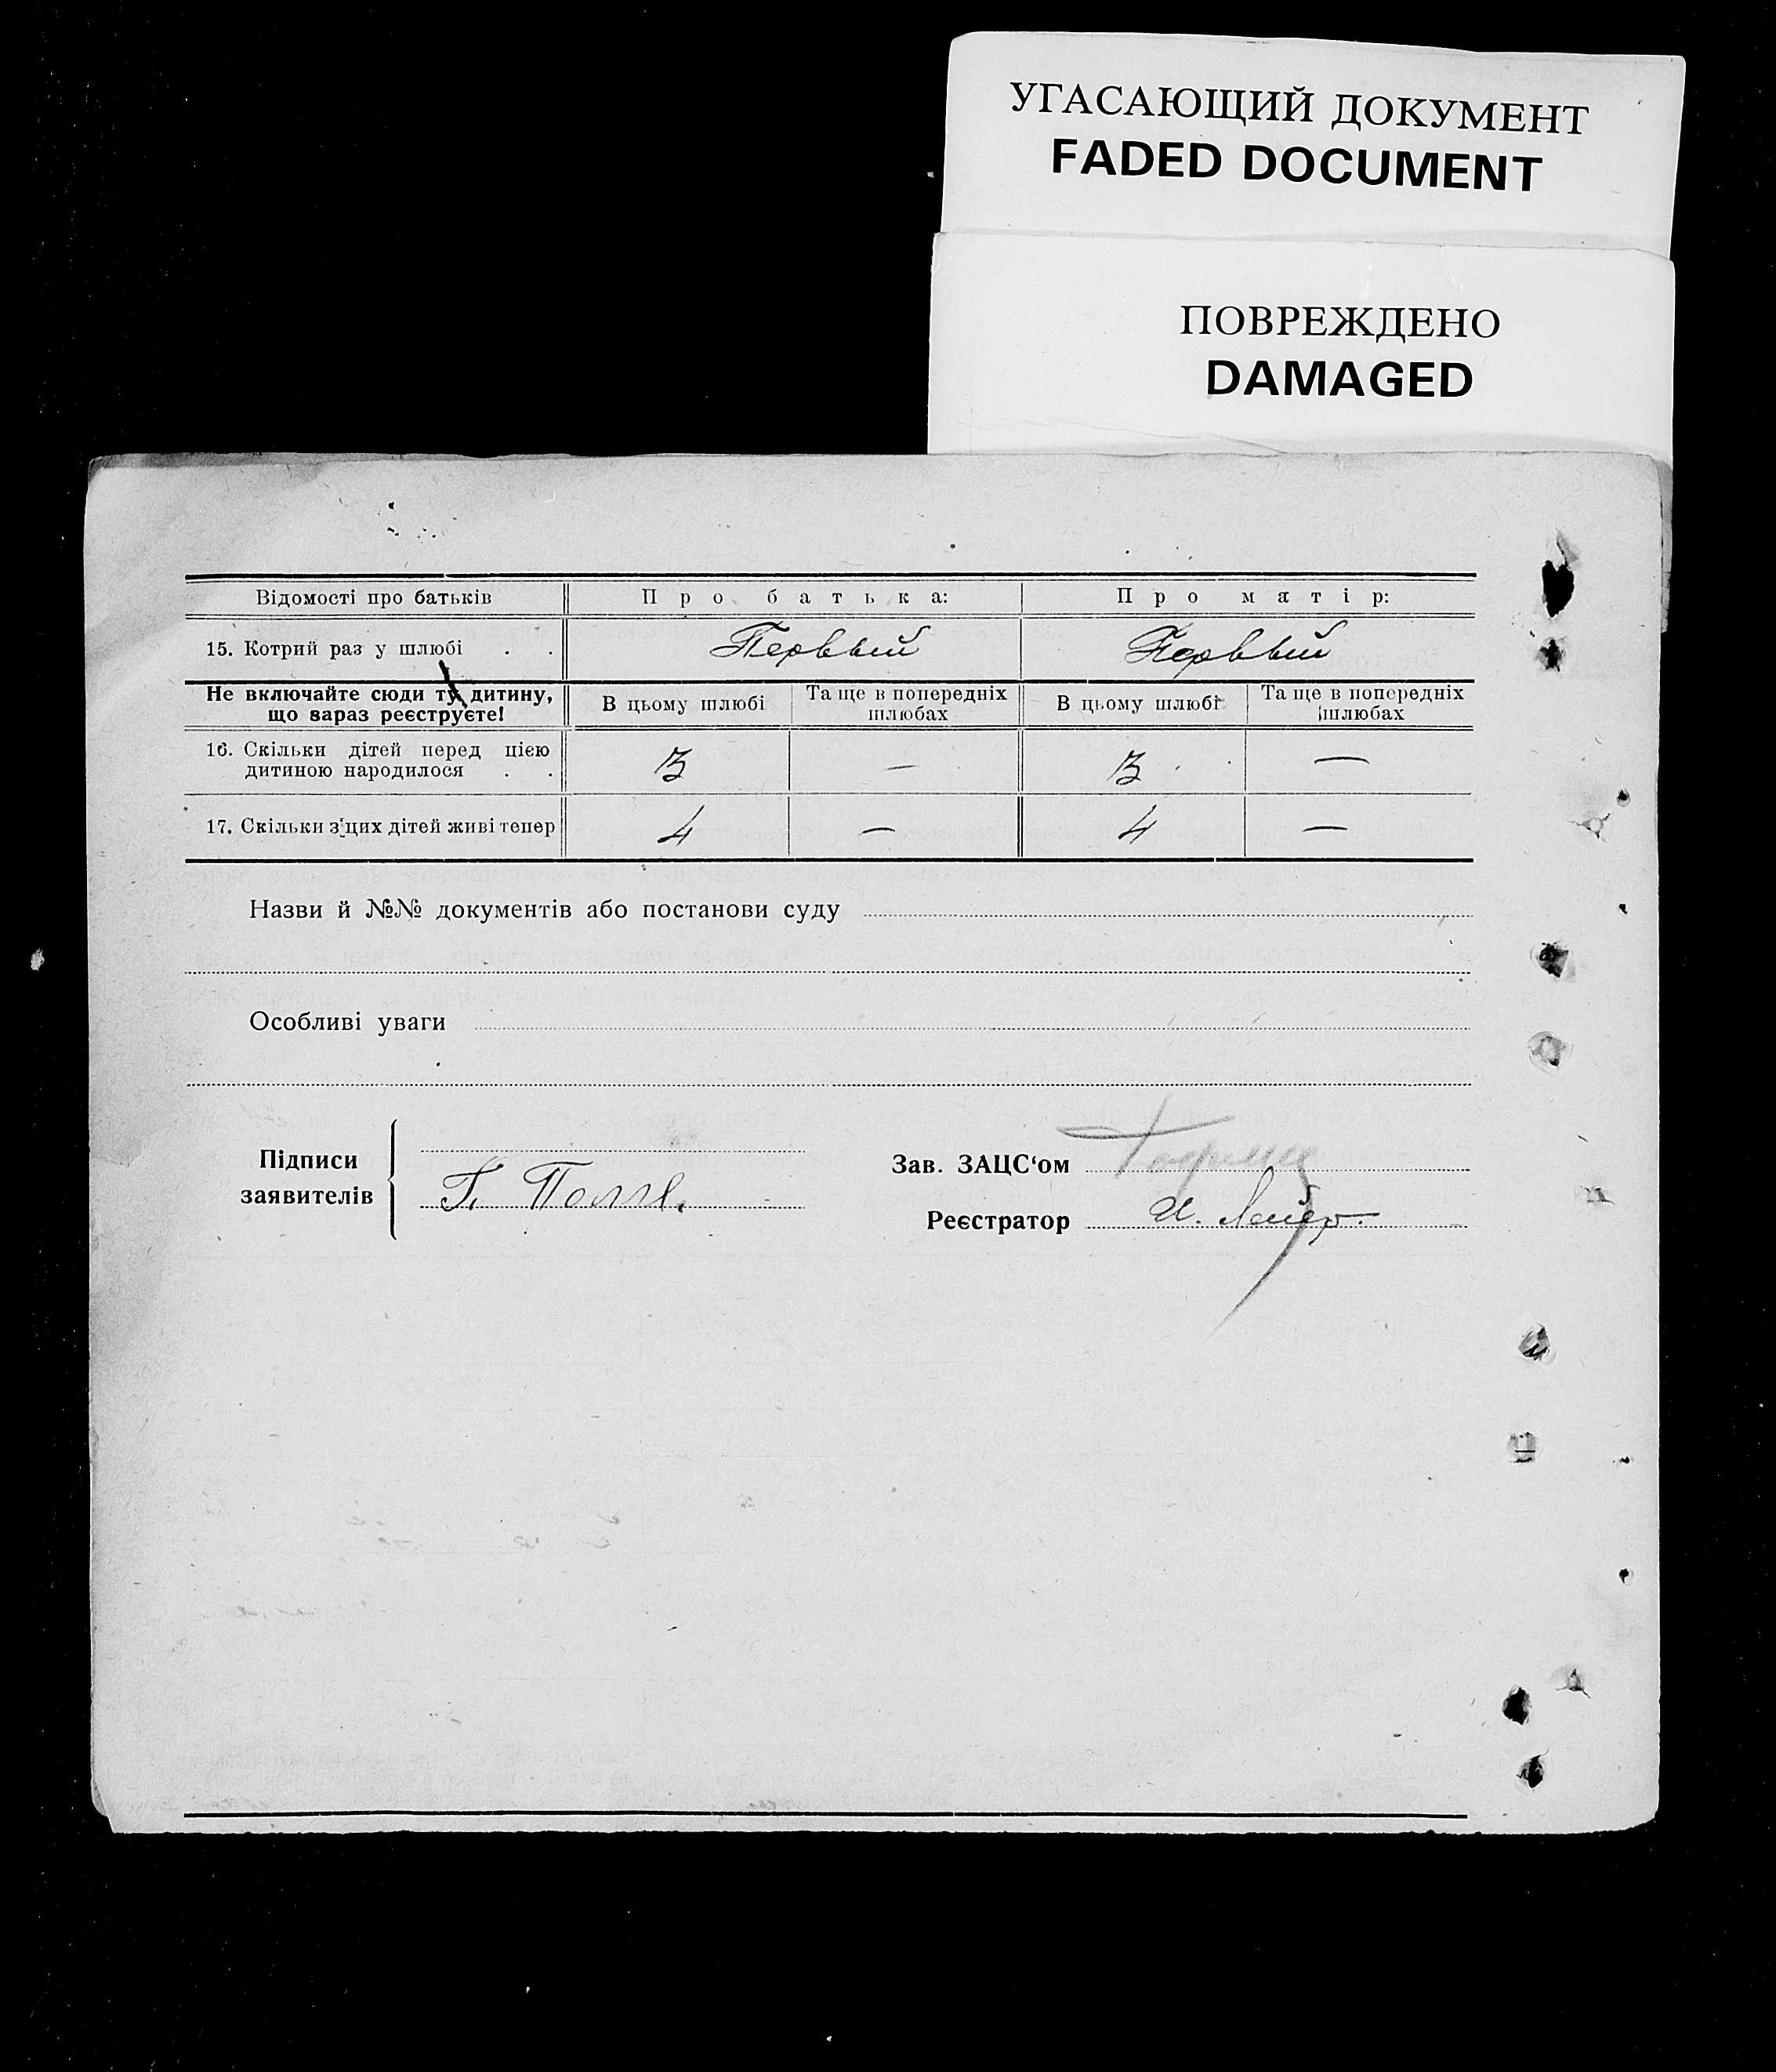 УГАСАЮЩИЙ ДОКУМЕНТ
FADED DOCUMENT
ПОВРЕЖДЕНО
DAMAGED
Відомості про батьків Про батька: Про матір:
15. Котрий раз у шлюбі . . Первый Первый
Не включайте сюди ту дитину, що зараз реєструєте! В цьому шлюбі Та ще в попередніх шлюбах В цьому шлюбі Та ще в попередніх шлюбах
16. Скільки дітей перед цією дитиною народилося . . 3 — 3 —
17. Скільки з цих дітей живі тепер 4 — 4 —
Назви й №№ документів або постанови суду
Особливі уваги
Підписи заявителів
Г.
Зав. ЗАЦС‘ом
Реєстратор И.